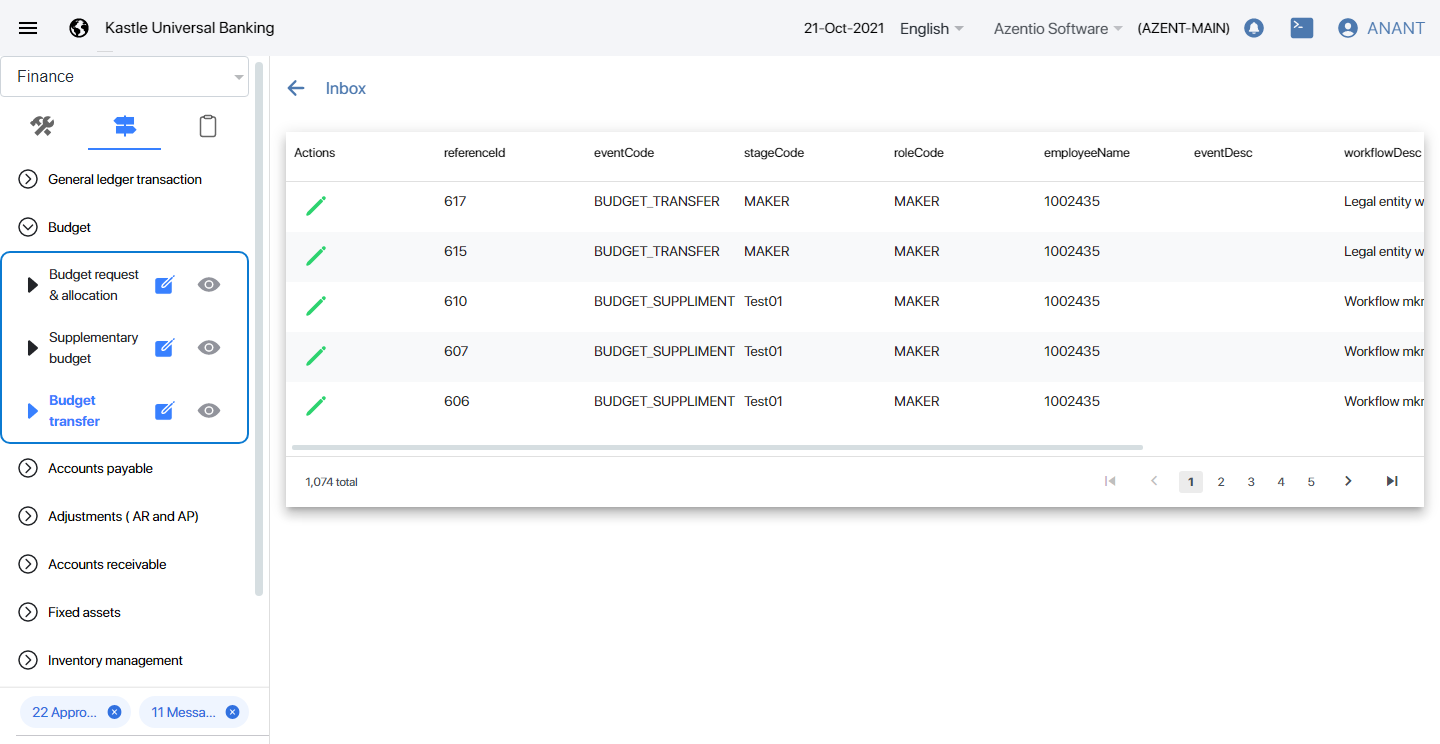 Kastle Universal Banking
21-Oct-2021 English Azentio Software (AZENT-MAIN) ANANT
Finance
General ledger transaction
Budget
Budget request
& allocation
Supplementary
budget
Budget
transfer
Accounts payable
Adjustments ( AR and AP)
Accounts receivable
Fixed assets
Inventory management
22 Appro...
11 Messa...
Inbox
Actions referenceId eventCode stageCode roleCode employeeName eventDesc workflowDesc
617 BUDGET_TRANSFER MAKER MAKER 1002435 Legal entity w
615 BUDGET_TRANSFER MAKER MAKER 1002435 Legal entity w
610 BUDGET_SUPPLIMENT Test01 MAKER 1002435 Workflow mkr
607 BUDGET_SUPPLIMENT Test01 MAKER 1002435 Workflow mkr
606 BUDGET_SUPPLIMENT Test01 MAKER 1002435 Workflow mkr
1,074 total
1 2 3 4 5